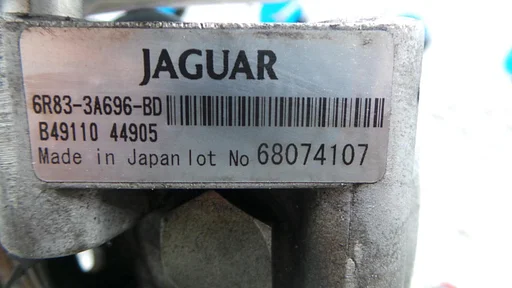 JAGUAR
6R83-3A696-BD
B49110 44905
Made in Japan lot No 68074107